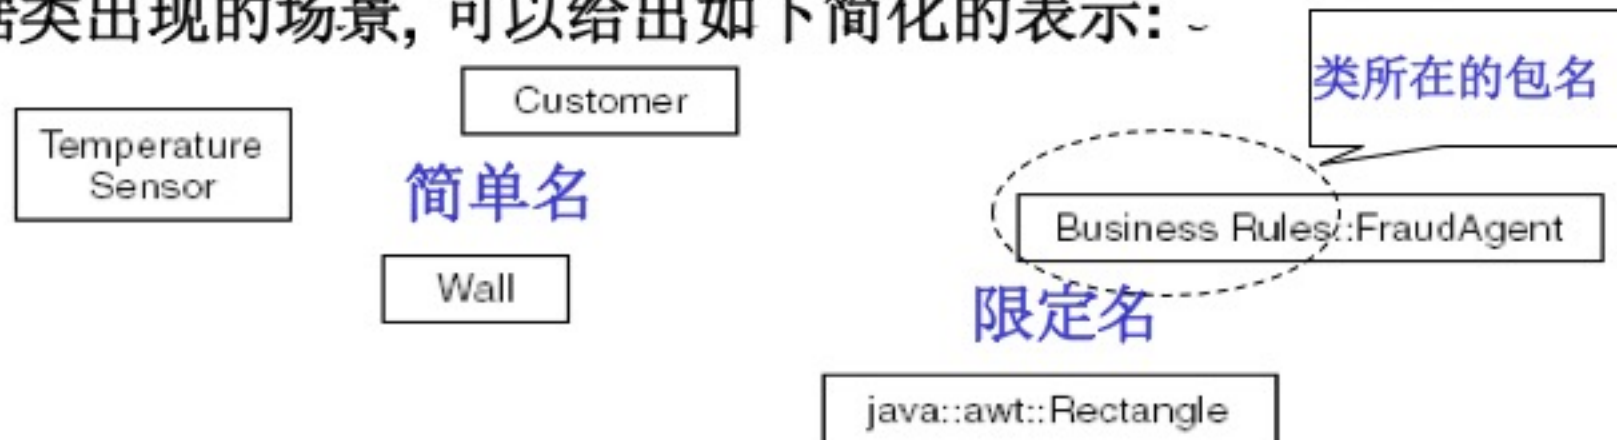 据类出现的场景, 可以给出如下简化的表示:
类所在的包名
Customer
Temperature
Sensor
简单名
Business Rules::FraudAgent
Wall
限定名
java::awt::Rectangle